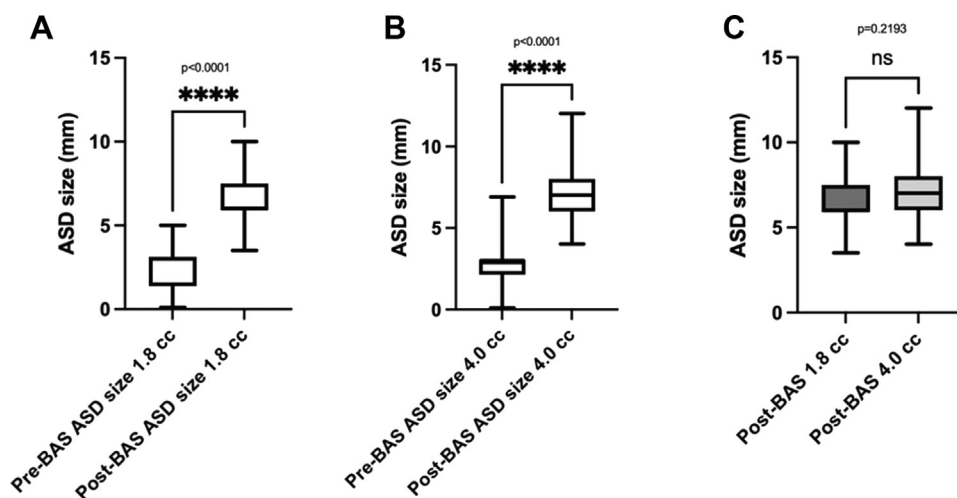 A
p<0.0001
****
15
10
5
0
ASD size (mm)
Pre-BAS ASD size 1.8 cc
Post-BAS ASD size 1.8 cc
B
p<0.0001
****
15
10
5
0
ASD size (mm)
Pre-BAS ASD size 4.0 cc
Post-BAS ASD size 4.0 cc
C
p=0.2193
ns
15
10
5
0
ASD size (mm)
Post-BAS 1.8 cc
Post-BAS 4.0 cc